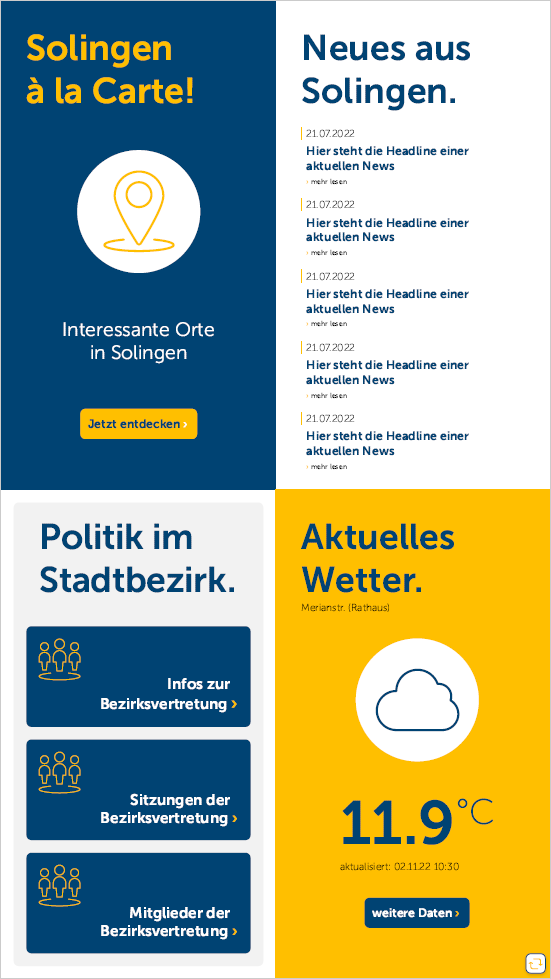 Solingen
à la Carte!
Interessante Orte
in Solingen
Jetzt entdecken ›
Neues aus
Solingen.
21.07.2022
Hier steht die Headline einer
aktuellen News
› mehr lesen
21.07.2022
Hier steht die Headline einer
aktuellen News
› mehr lesen
21.07.2022
Hier steht die Headline einer
aktuellen News
› mehr lesen
21.07.2022
Hier steht die Headline einer
aktuellen News
› mehr lesen
21.07.2022
Hier steht die Headline einer
aktuellen News
› mehr lesen
Politik im
Stadtbezirk.
Infos zur
Bezirksvertretung ›
Sitzungen der
Bezirksvertretung ›
Mitglieder der
Bezirksvertretung ›
Aktuelles
Wetter.
Merianstr. (Rathaus)
11.9°C
aktualisiert: 02.11.22 10:30
weitere Daten ›